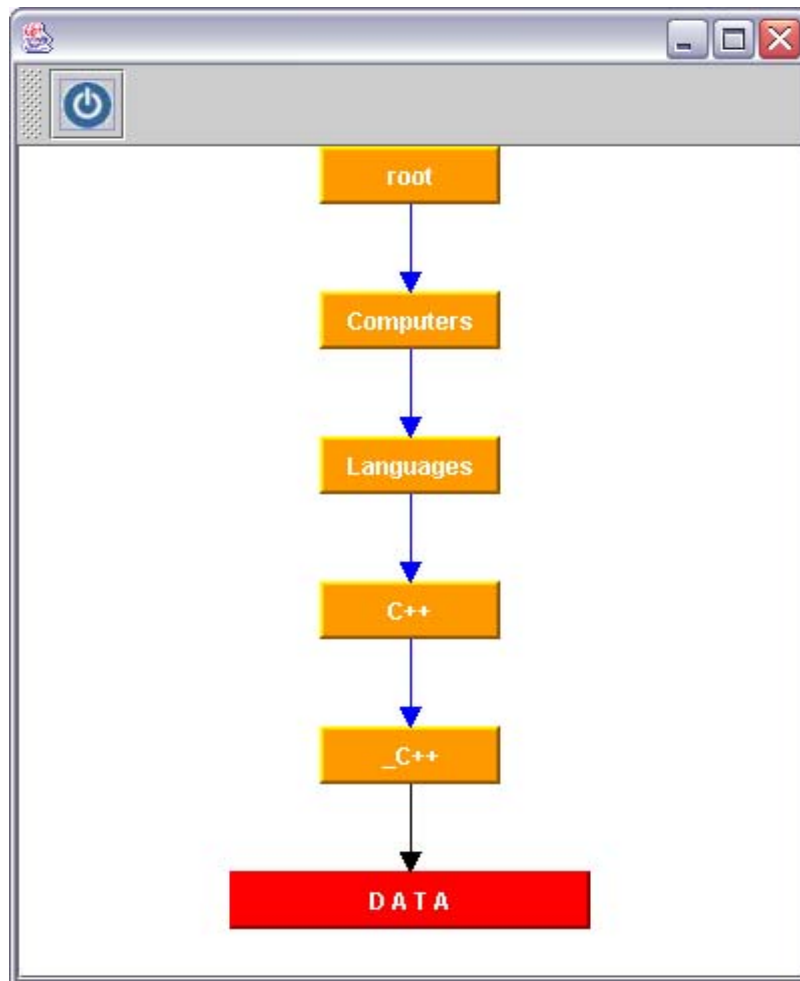 root
Computers
Languages
C++
_C++
D A T A